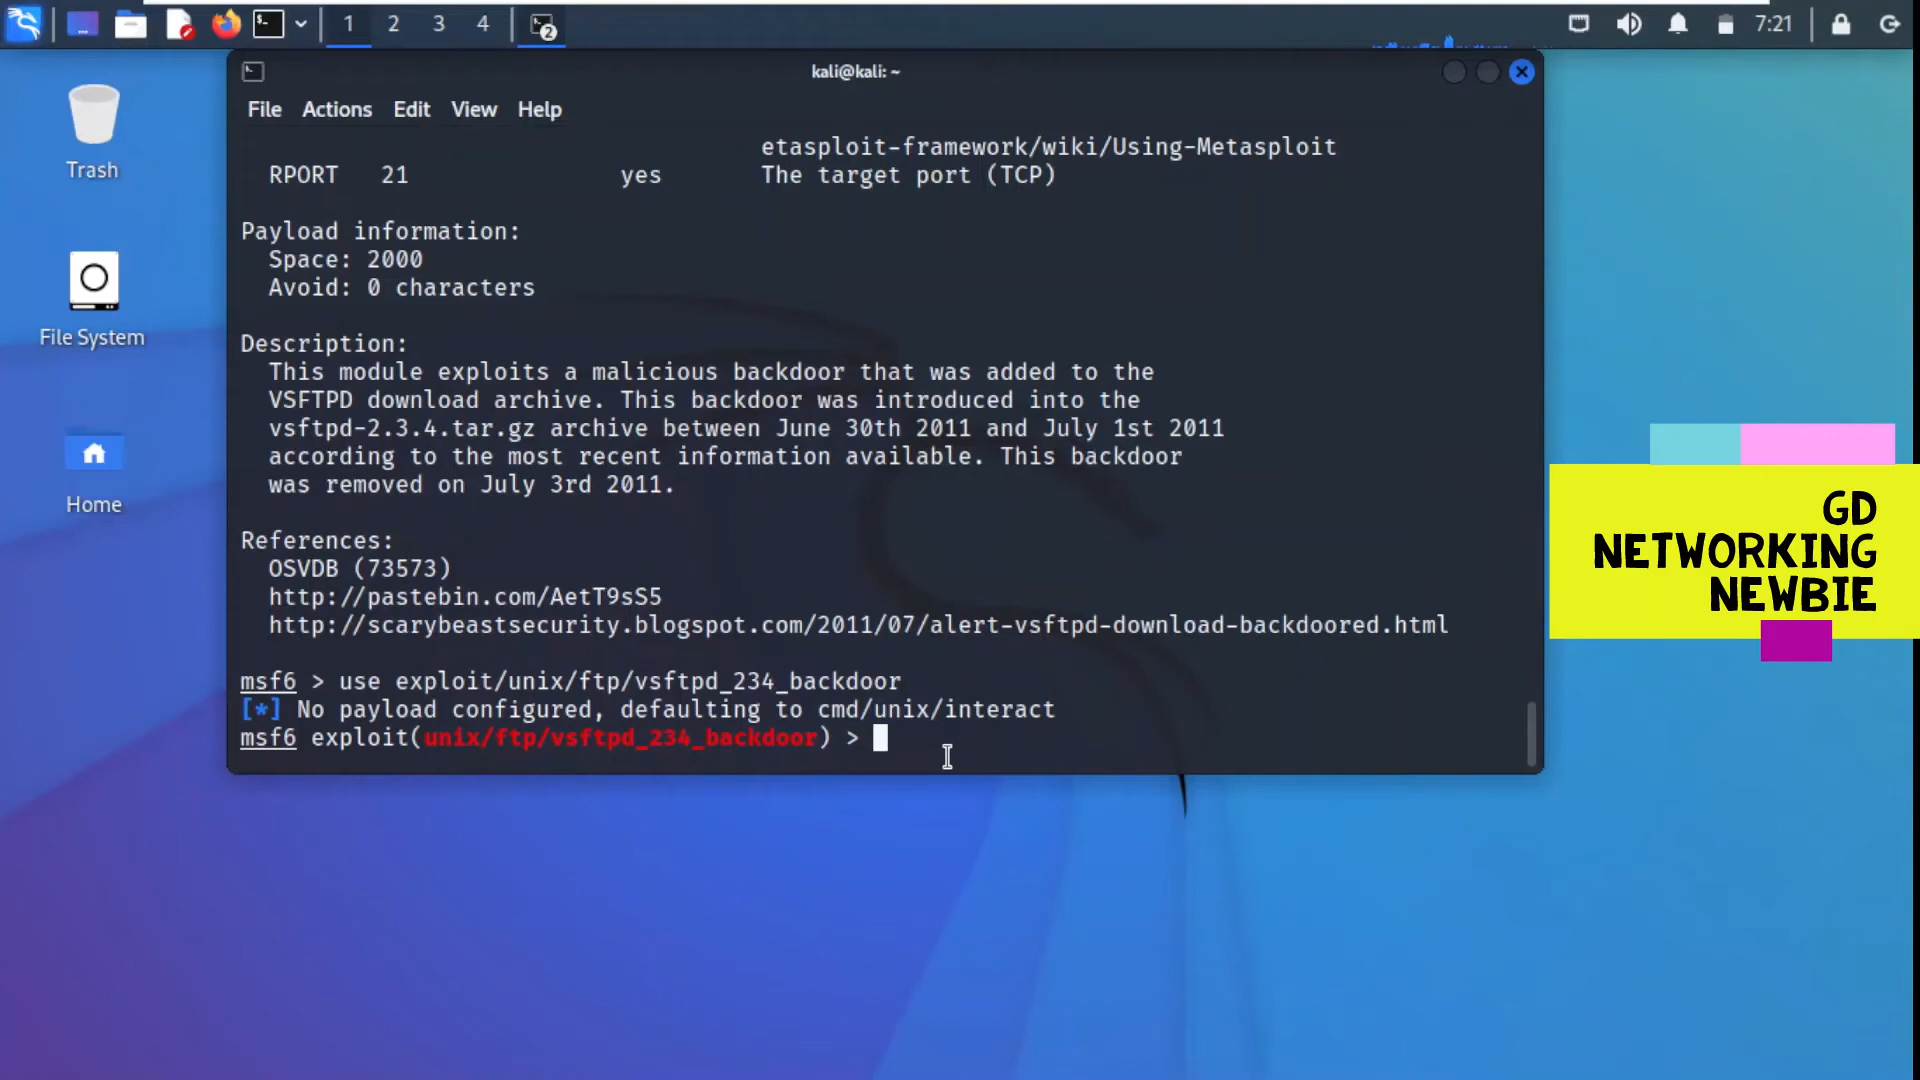 1 2 3 4 2 7:21
kali@kali: ~
File Actions Edit View Help
Trash
File System
Home
etasploit-framework/wiki/Using-Metasploit
RPORT 21 yes The target port (TCP)
Payload information:
Space: 2000
Avoid: 0 characters
Description:
This module exploits a malicious backdoor that was added to the
VSFTPD download archive. This backdoor was introduced into the
vsftpd-2.3.4.tar.gz archive between June 30th 2011 and July 1st 2011
according to the most recent information available. This backdoor
was removed on July 3rd 2011.
References:
OSVDB (73573)
http://pastebin.com/AetT9sS5
http://scarybeastsecurity.blogspot.com/2011/07/alert-vsftpd-download-backdoored.html
msf6 > use exploit/unix/ftp/vsftpd_234_backdoor
[*] No payload configured, defaulting to cmd/unix/interact
msf6 exploit(unix/ftp/vsftpd_234_backdoor) >
GD
NETWORKING
NEWBIE